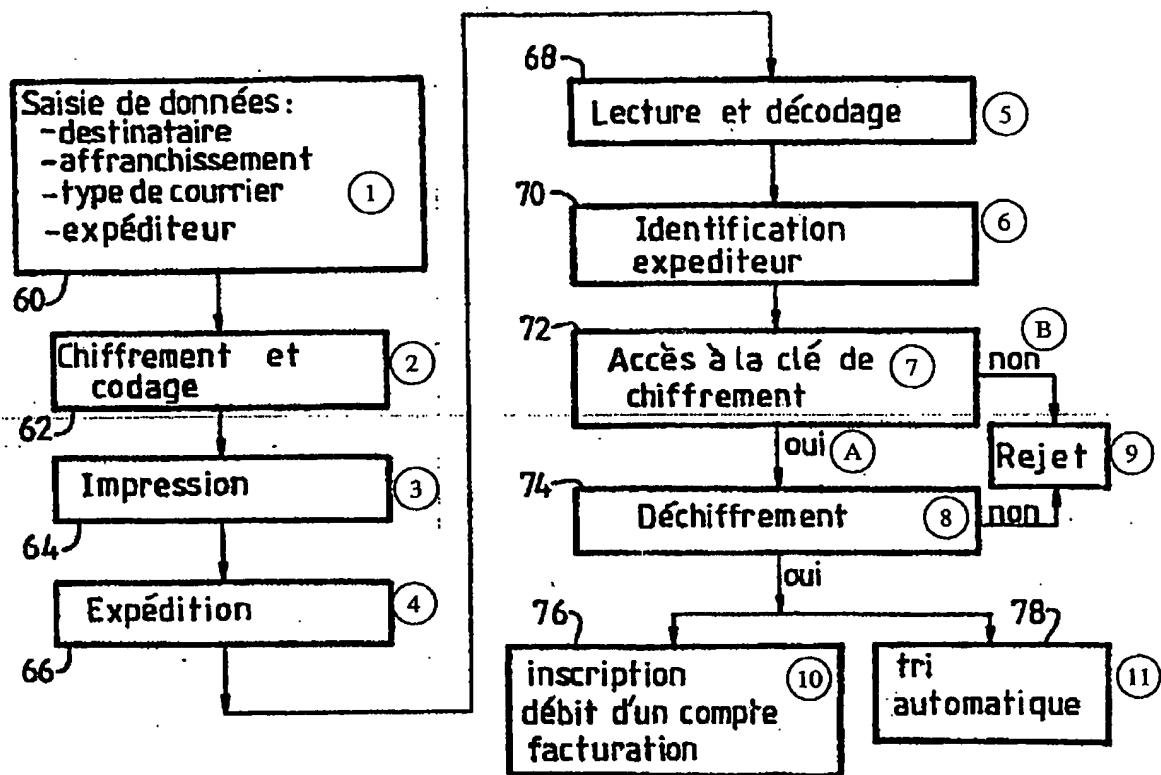 Saisie de données:
-destinataire
-affranchissement
-type de courrier
1
-expéditeur
60
Chiffrement et
codage
2
62
Impression
3
64
Expédition
4
66
68
Lecture et décodage
5
70
6
Identification
expéditeur
72
Accès à la clé de
chiffrement
7
non
B
oui
A
Rejet
9
74
Déchiffrement
8
non
oui
76
inscription
débit d'un compte
facturation
10
78
tri
automatique
11